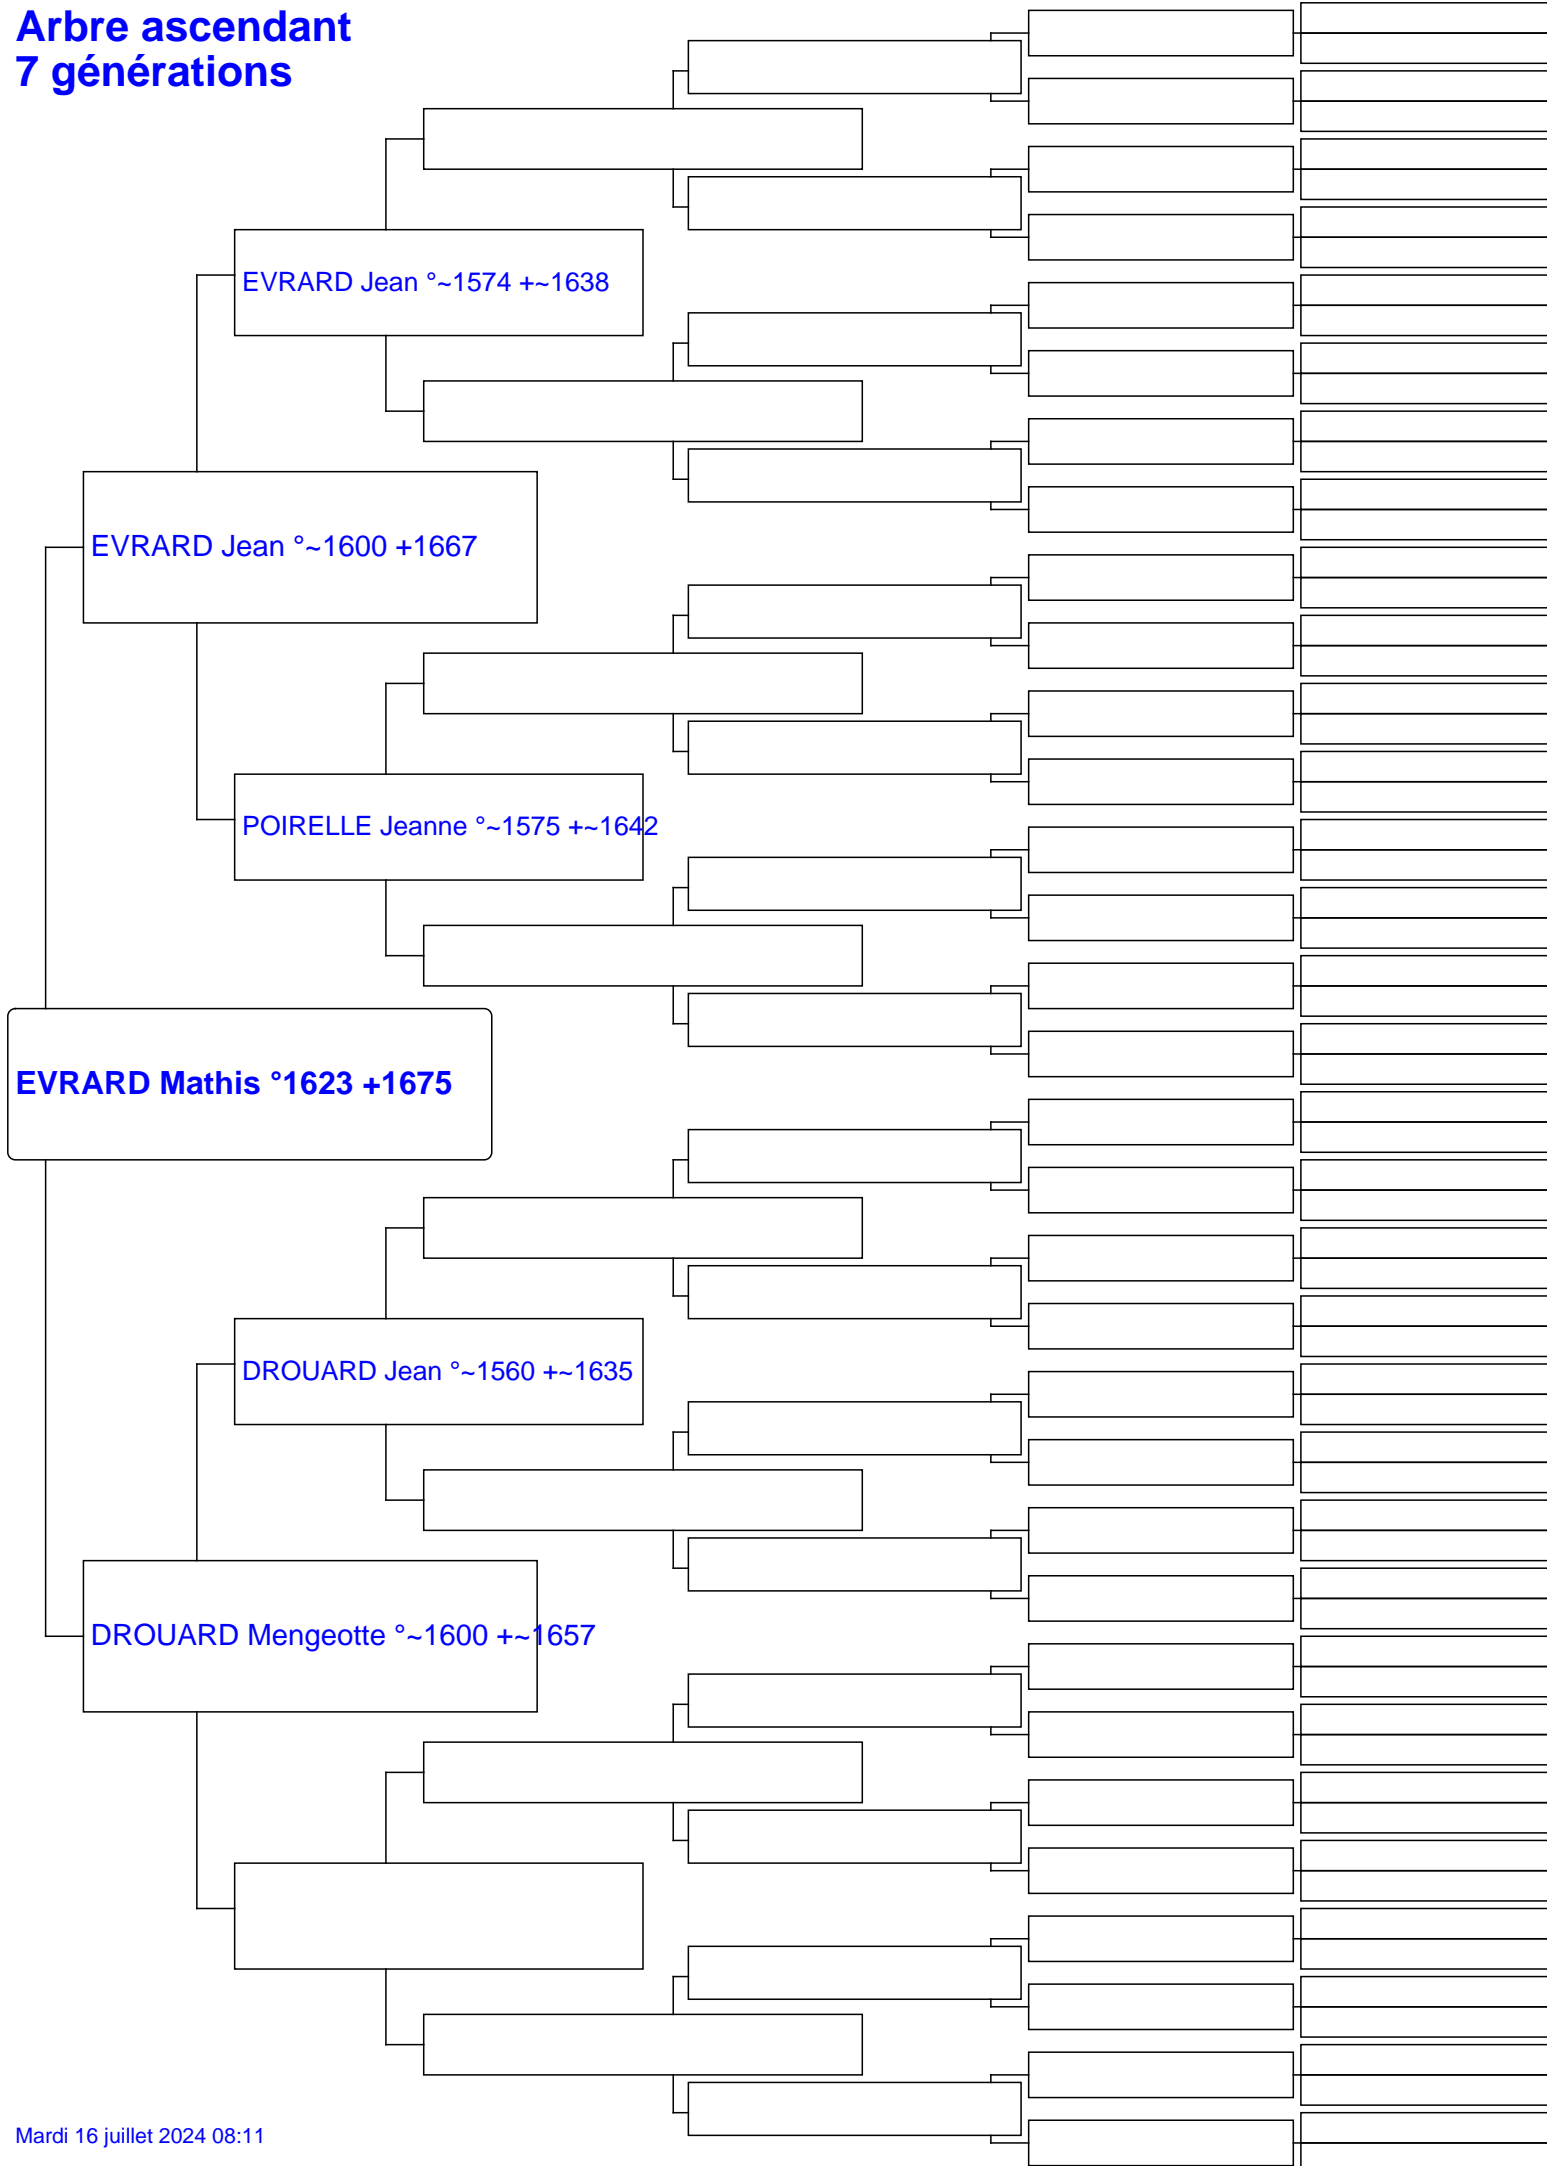 Arbre ascendant
7 générations
EVRARD Jean °~1574 +~1638
EVRARD Jean °~1600 +1667
POIRELLE Jeanne °~1575 +~1642
EVRARD Mathis °1623 +1675
DROUARD Jean °~1560 +~1635
DROUARD Mengeotte °~1600 +~1657
Mardi 16 juillet 2024 08:11